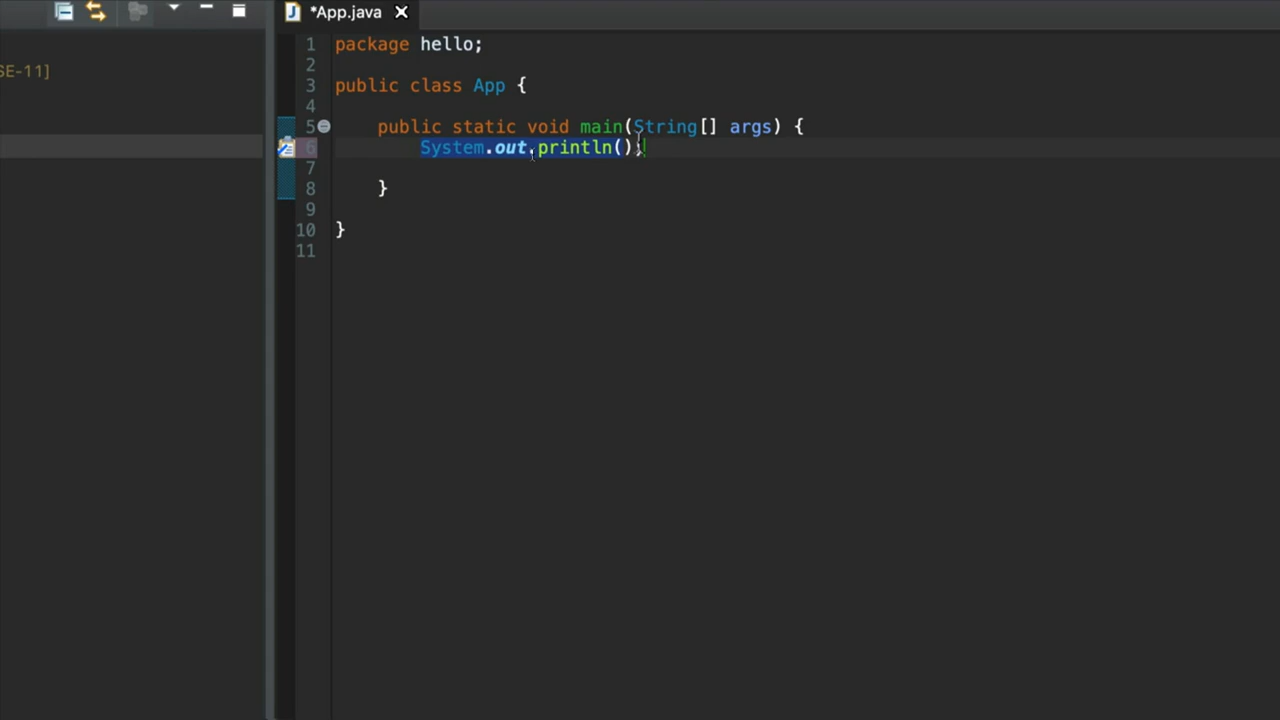 *App.java
SE-11]
1 package hello;
2
3 public class App {
4
5 public static void main(String[] args) {
6 System.out.println();
7
8 }
9
10 }
11